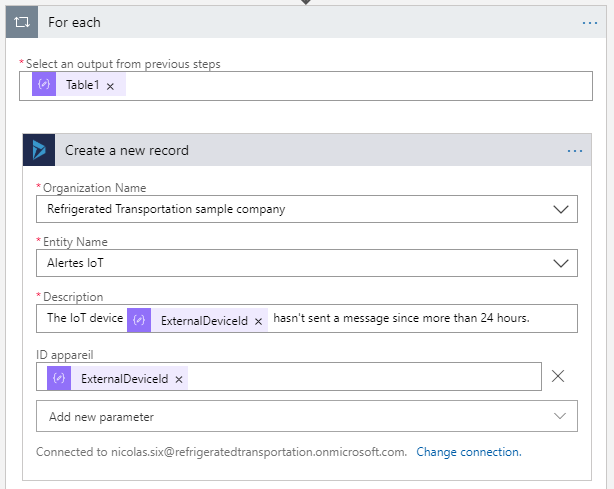 For each
* Select an output from previous steps
Table1 ×
Create a new record
* Organization Name
Refrigerated Transportation sample company
* Entity Name
Alertes IoT
* Description
The IoT device ExternalDeviceId × hasn't sent a message since more than 24 hours.
ID appareil
ExternalDeviceId ×
Add new parameter
Connected to nicolas.six@refrigeratedtransportation.onmicrosoft.com. Change connection.